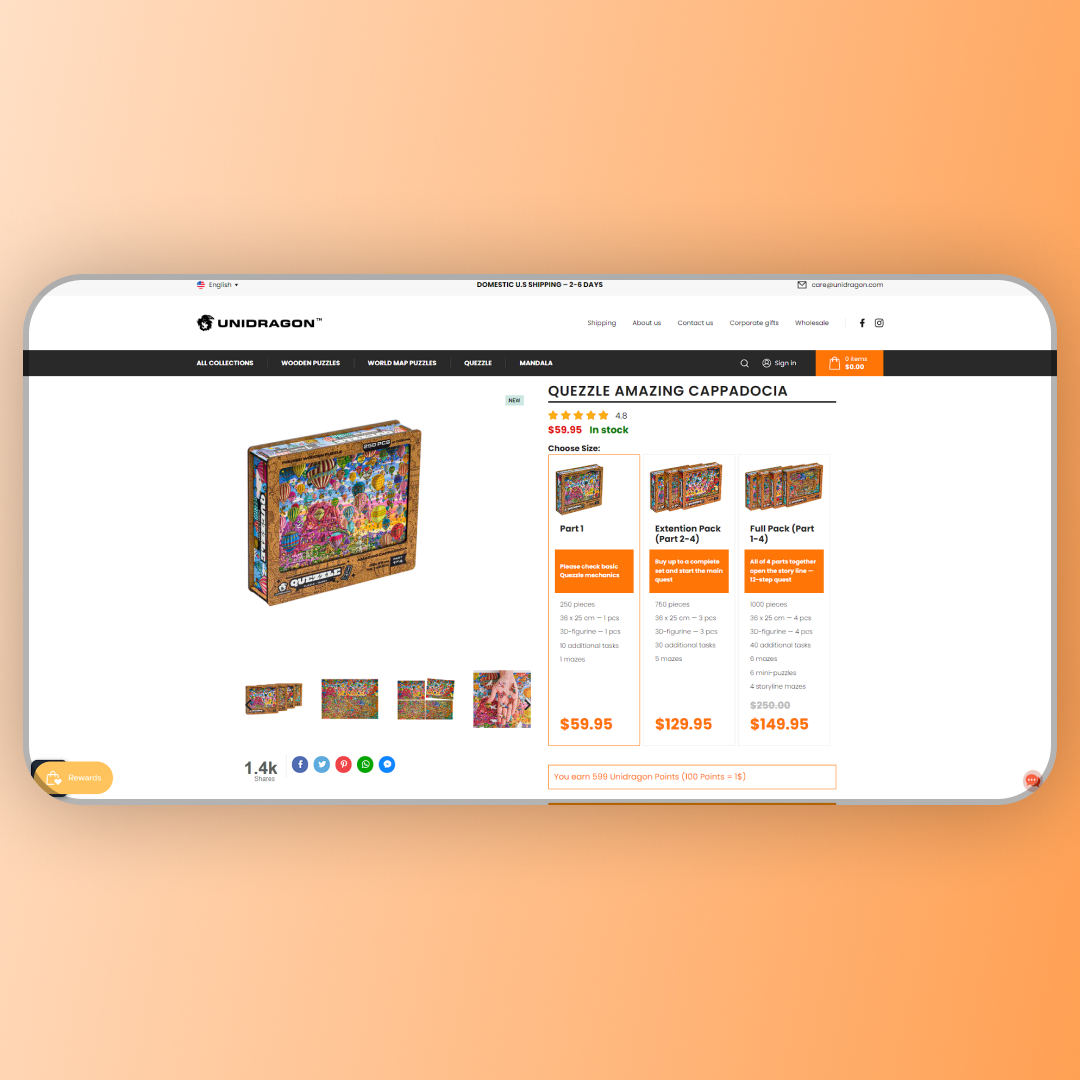 English
DOMESTIC U.S SHIPPING – 2-6 DAYS
care@unidragon.com
UNIDRAGON™
Shipping
About us
Contact us
Corporate gifts
Wholesale
ALL COLLECTIONS
WOODEN PUZZLES
WORLD MAP PUZZLES
QUEZZLE
MANDALA
Sign in
0 items
$0.00
NEW
250 PCS
QUEZZLE
QUEZZLE
QUEZZLE AMAZING CAPPADOCIA
4.8
$59.95 In stock
Choose Size:
Part 1
Please check basic
Quezzle mechanics
250 pieces
36 x 25 cm — 1 pcs
3D-figurine — 1 pcs
10 additional tasks
1 mazes
$59.95
Extention Pack
(Part 2-4)
Buy up to a complete
set and start the main
quest
750 pieces
36 x 25 cm — 3 pcs
3D-figurine — 3 pcs
30 additional tasks
5 mazes
$129.95
Full Pack (Part
1-4)
All of 4 parts together
open the story line —
12-step quest
1000 pieces
36 x 25 cm — 4 pcs
3D-figurine — 4 pcs
40 additional tasks
6 mazes
6 mini-puzzles
4 storyline mazes
$250.00
$149.95
1.4k
Shares
Rewards
You earn 599 Unidragon Points (100 Points = 1$)